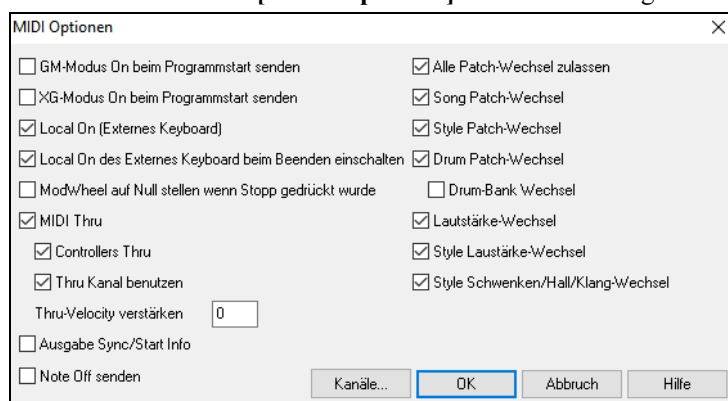 MIDI Optionen
GM-Modus On beim Programmstart senden
XG-Modus On beim Programmstart senden
Local On (Externes Keyboard)
Local On des Externes Keyboard beim Beenden einschalten
ModWheel auf Null stellen wenn Stopp gedrückt wurde
MIDI Thru
Controllers Thru
Thru Kanal benutzen
Thru-Velocity verstärken 0
Ausgabe Sync/Start Info
Note Off senden
Alle Patch-Wechsel zulassen
Song Patch-Wechsel
Style Patch-Wechsel
Drum Patch-Wechsel
Drum-Bank Wechsel
Lautstärke-Wechsel
Style Laustärke-Wechsel
Style Schwenken/Hall/Klang-Wechsel
Kanäle... OK Abbruch Hilfe